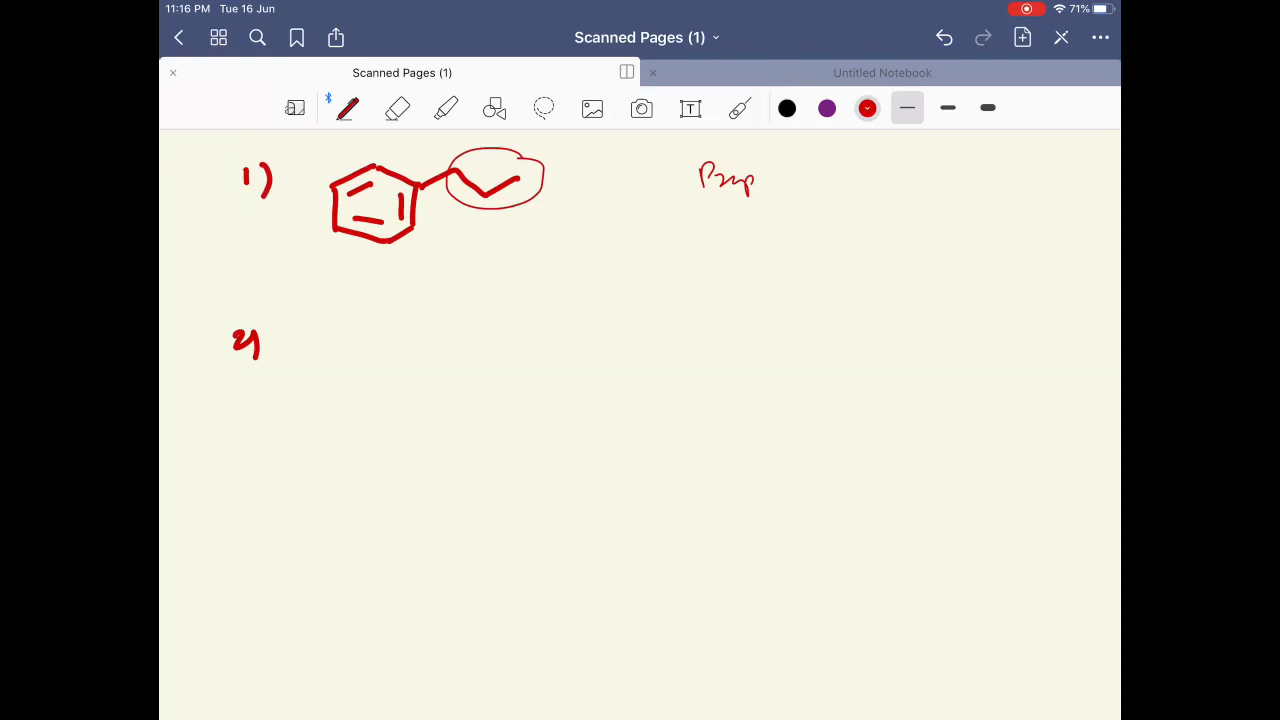 11:16 PM Tue 16 Jun
71%
Scanned Pages (1)
Scanned Pages (1)
Untitled Notebook
T
1) Prop
2)